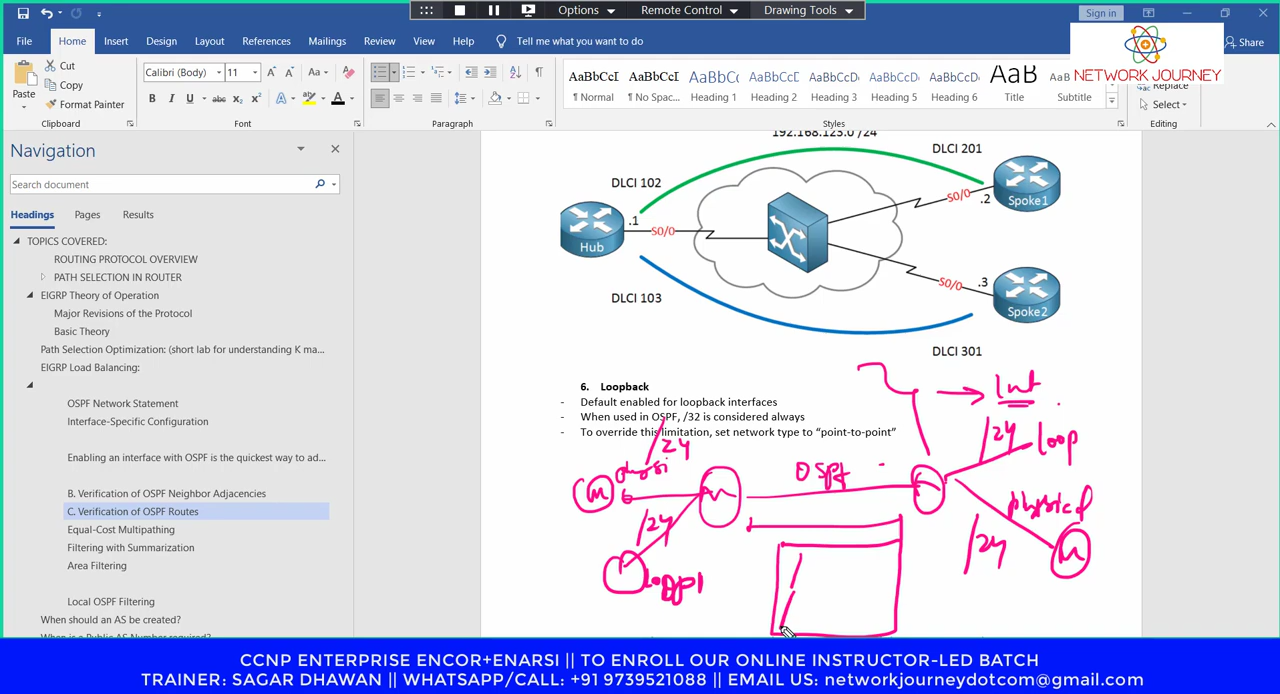 Options
Remote Control
Drawing Tools
Sign in
File
Home
Insert
Design
Layout
References
Mailings
Review
View
Help
Tell me what you want to do
Share
NETWORK JOURNEY
Paste
Cut
Copy
Format Painter
Clipboard
Calibri (Body)
11
Font
Paragraph
AaBbCcI
¶ Normal
AaBbCcI
¶ No Spac...
AaBbC(
Heading 1
AaBbCcI
Heading 2
AaBbCcI
Heading 3
AaBbCcI
Heading 5
AaBbCcI
Heading 6
AaB
Title
Subtitle
Styles
Replace
Select
Editing
Navigation
Search document
Headings
Pages
Results
TOPICS COVERED:
ROUTING PROTOCOL OVERVIEW
PATH SELECTION IN ROUTER
EIGRP Theory of Operation
Major Revisions of the Protocol
Basic Theory
Path Selection Optimization: (short lab for understanding K ma...
EIGRP Load Balancing:
OSPF Network Statement
Interface-Specific Configuration
Enabling an interface with OSPF is the quickest way to ad...
B. Verification of OSPF Neighbor Adjacencies
C. Verification of OSPF Routes
Equal-Cost Multipathing
Filtering with Summarization
Area Filtering
Local OSPF Filtering
When should an AS be created?
When is a Public AS Number required?
192.168.123.0 /24
DLCI 201
DLCI 102
.1
S0/0
Hub
S0/0
.2
Spoke1
DLCI 103
S0/0
.3
Spoke2
DLCI 301
6. Loopback
- Default enabled for loopback interfaces
- When used in OSPF, /32 is considered always
- To override this limitation, set network type to "point-to-point"
Int
/24
loop
/24
OSPF
physical
/24
/24
CCNP ENTERPRISE ENCOR+ENARSI || TO ENROLL OUR ONLINE INSTRUCTOR-LED BATCH
TRAINER: SAGAR DHAWAN || WHATSAPP/CALL: +91 9739521088 || EMAIL US: networkjourneydotcom@gmail.com